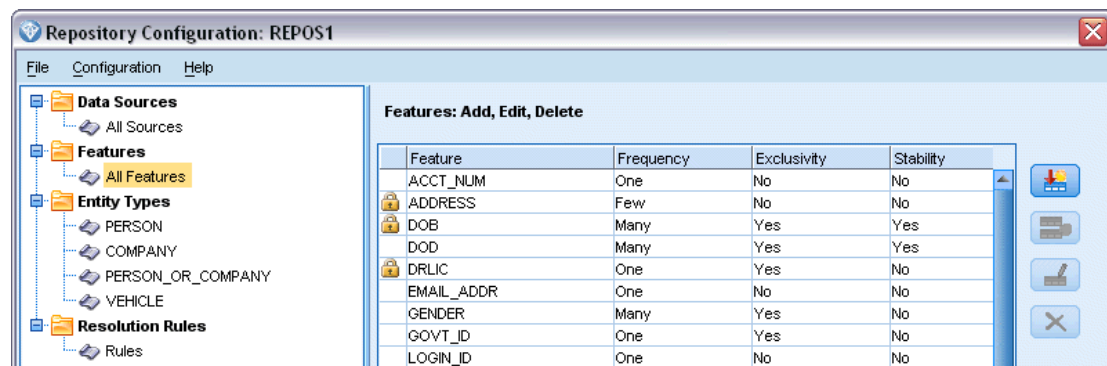 Repository Configuration: REPOS1
File Configuration Help
Data Sources
All Sources
Features
All Features
Entity Types
PERSON
COMPANY
PERSON_OR_COMPANY
VEHICLE
Resolution Rules
Rules
Features: Add, Edit, Delete
Feature Frequency Exclusivity Stability
ACCT_NUM One No No
ADDRESS Few No No
DOB Many Yes Yes
DOD Many Yes Yes
DRLIC One Yes No
EMAIL_ADDR One No No
GENDER Many Yes No
GOVT_ID One Yes No
LOGIN_ID One No No